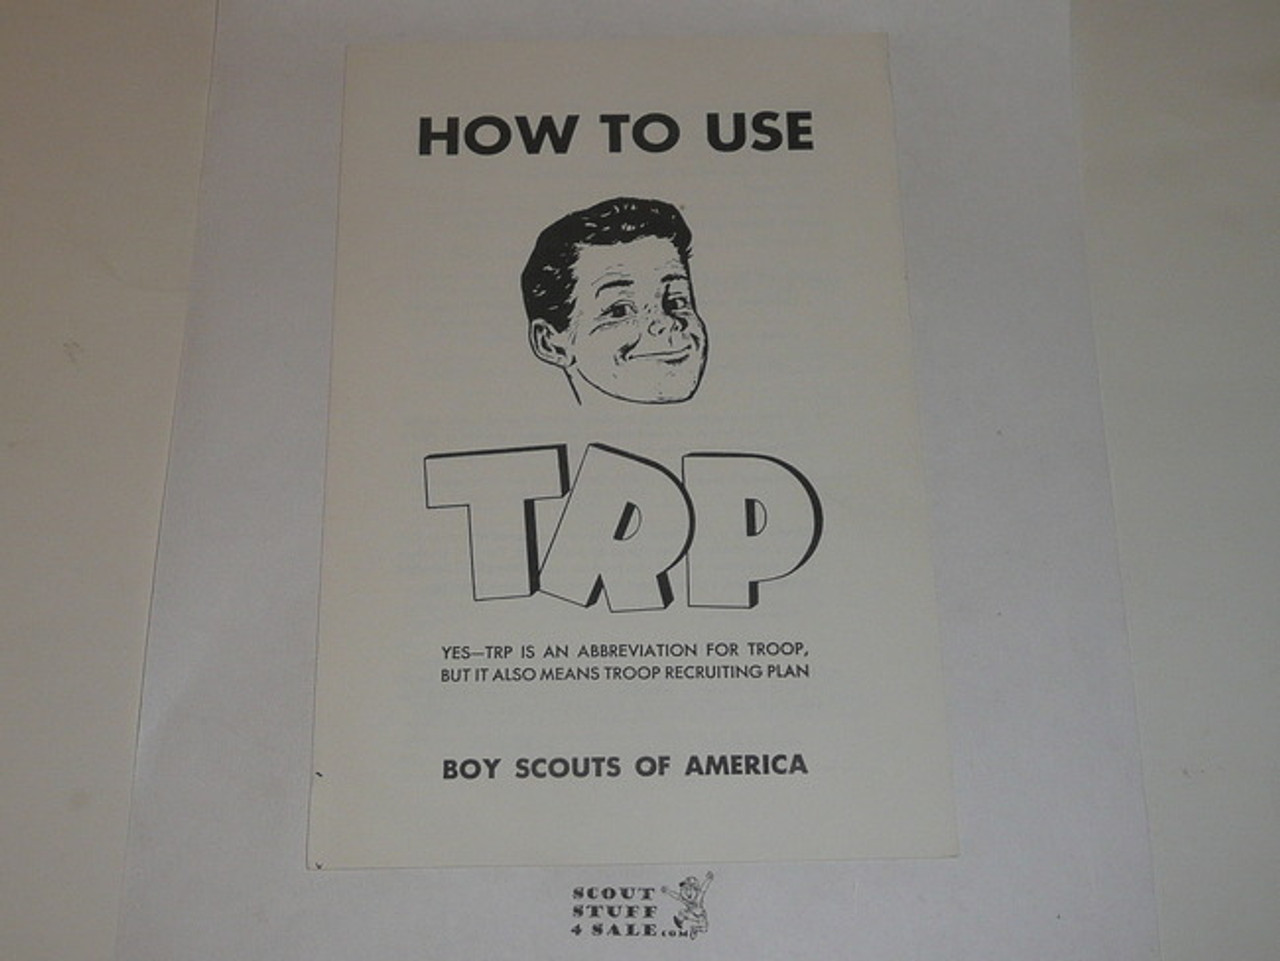 HOW TO USE
TRP
YES—TRP IS AN ABBREVIATION FOR TROOP,
BUT IT ALSO MEANS TROOP RECRUITING PLAN
BOY SCOUTS OF AMERICA
SCOUT
STUFF
4 SALE.COM